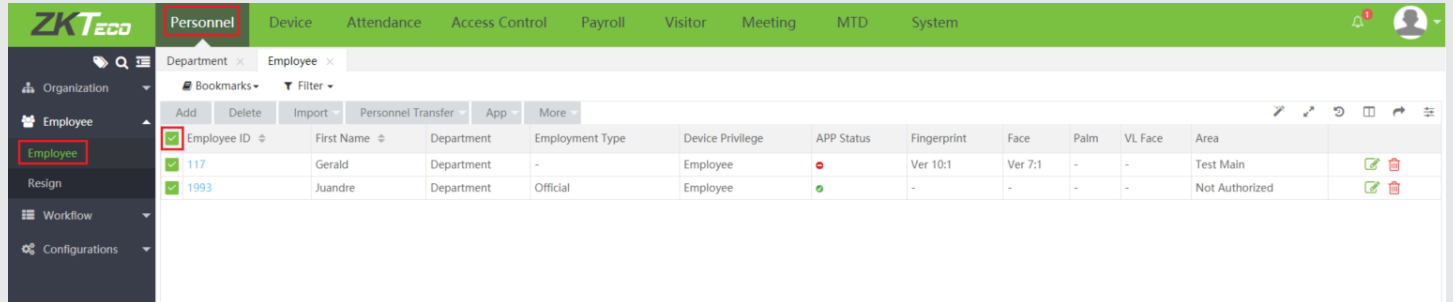 ZKTECO Personnel Device Attendance Access Control Payroll Visitor Meeting MTD System 1
Department Employee
Bookmarks Filter
Organization
Add Delete Import Personnel Transfer App More
Employee
Employee ID First Name Department Employment Type Device Privilege APP Status Fingerprint Face Palm VL Face Area
Employee
117 Gerald Department - Employee Ver 10:1 Ver 7:1 - - Test Main
Resign
1993 Juandre Department Official Employee - - - - Not Authorized
Workflow
Configurations